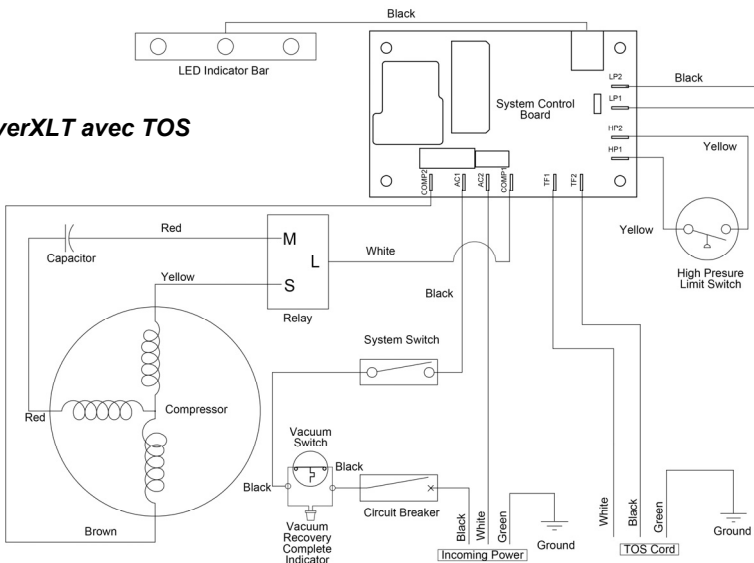 Black
LED Indicator Bar
System Control
Board
LP2
LP1
HP2
HP1
Black
Yellow
yerXLT avec TOS
COMP2
AC1
AC2
COMP1
TF1
TF2
Red
Capacitor
M
L
S
White
Relay
Yellow
Yellow
High Presure
Limit Switch
Black
System Switch
Compressor
Red
Vacuum
Switch
Black
Black
Circuit Breaker
Vacuum
Recovery
Complete
Indicator
Brown
Black
White
Green
Ground
Incoming Power
White
Black
Green
Ground
TOS Cord